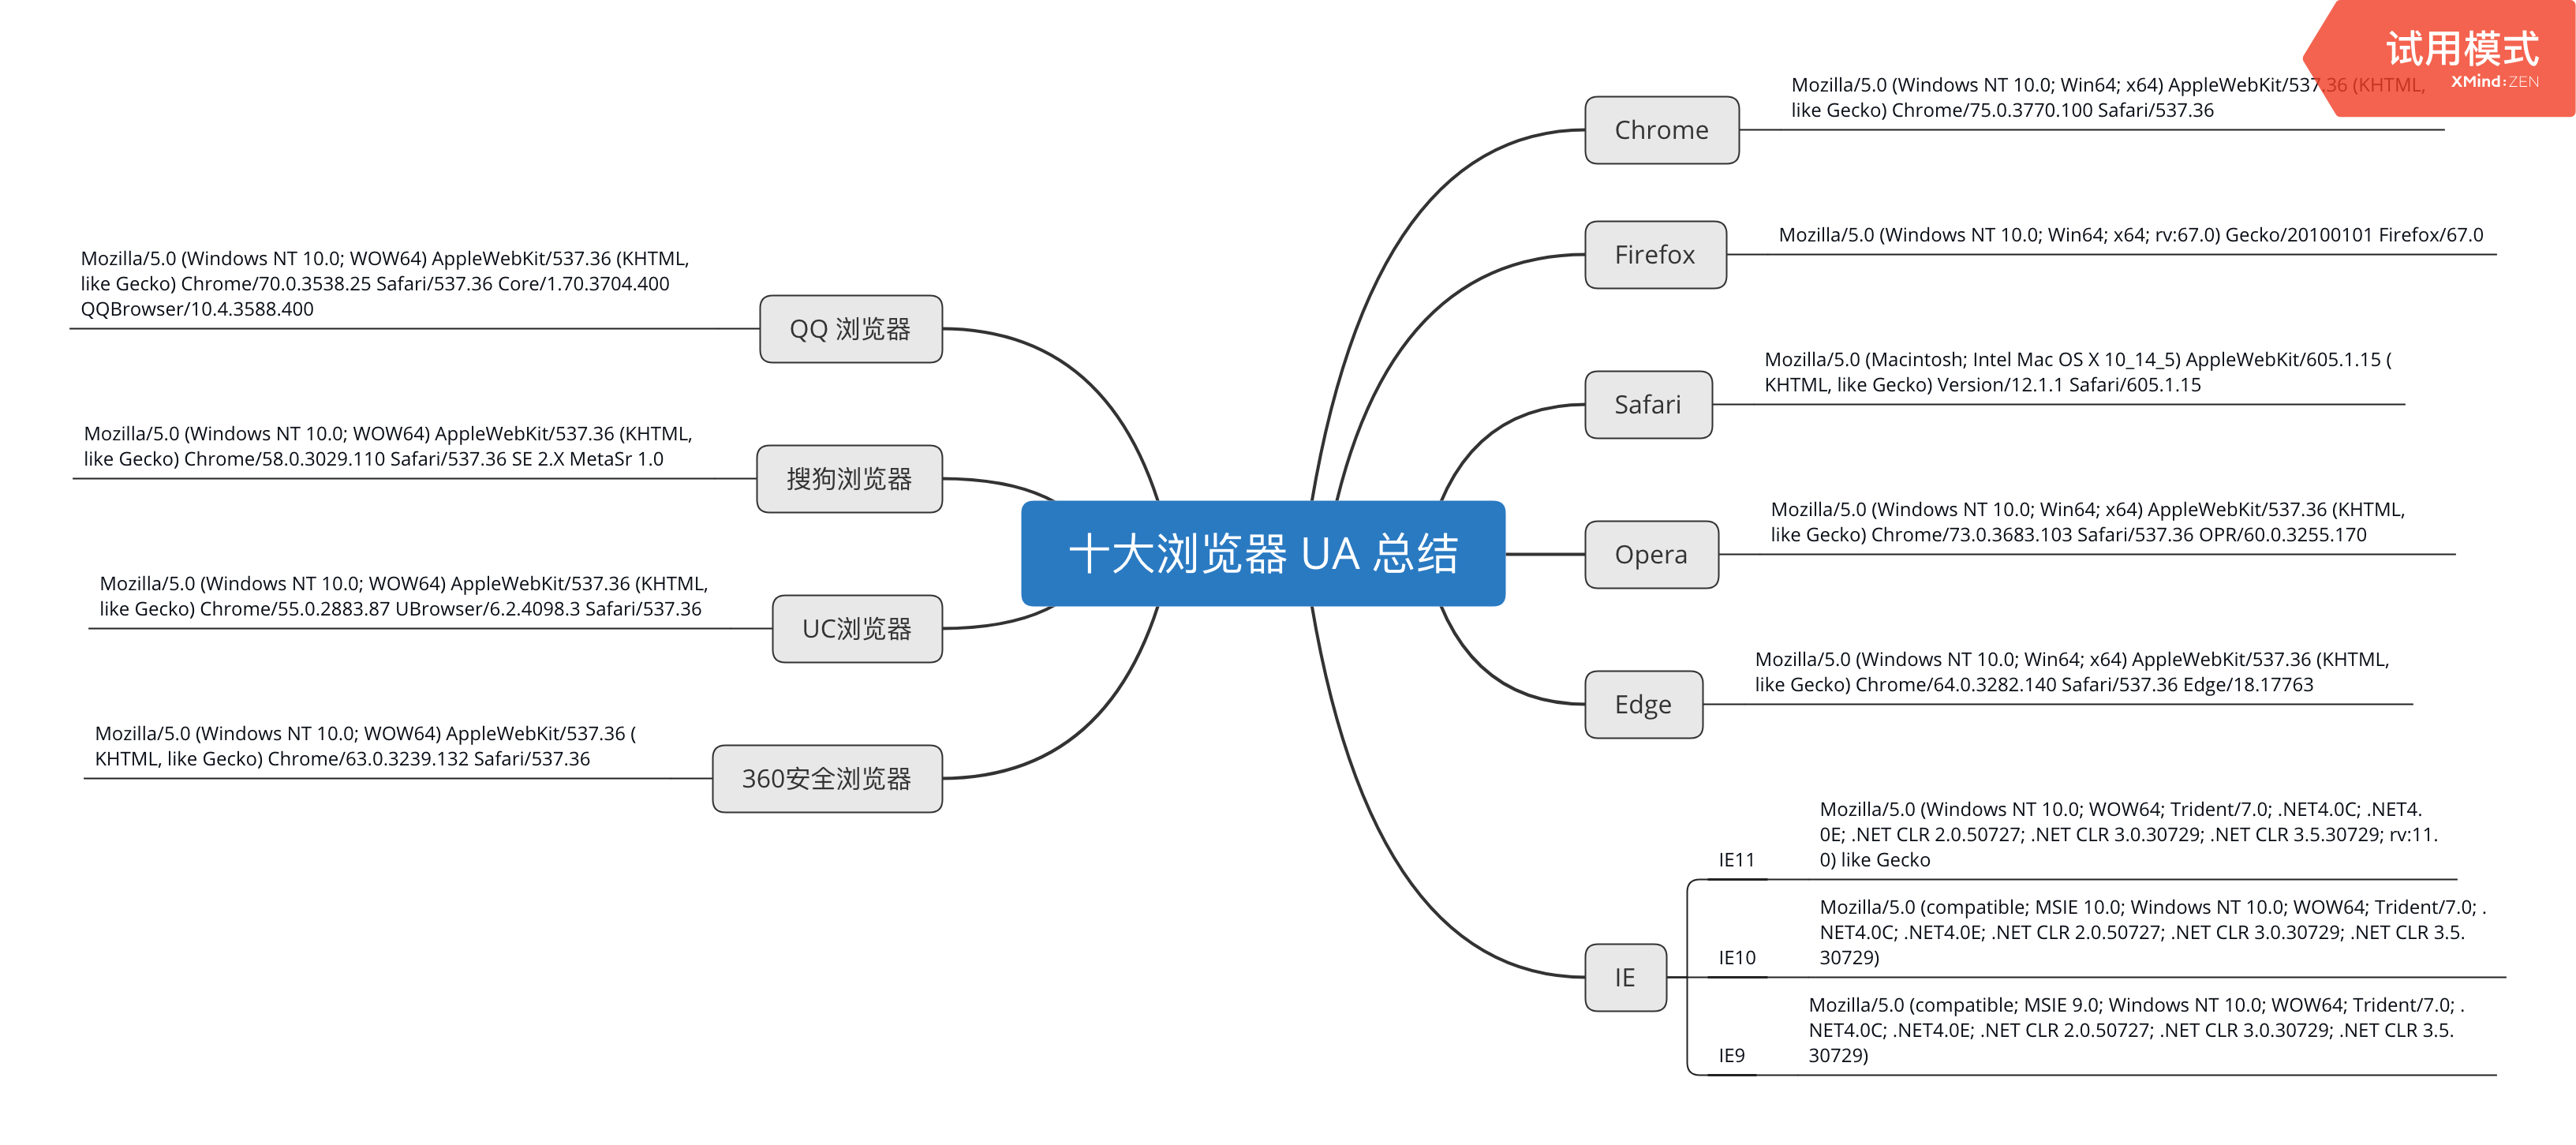 试用模式
XMind:ZEN
十大浏览器 UA 总结
Chrome
Mozilla/5.0 (Windows NT 10.0; Win64; x64) AppleWebKit/537.36 (KHTML,
like Gecko) Chrome/75.0.3770.100 Safari/537.36
Firefox
Mozilla/5.0 (Windows NT 10.0; Win64; x64; rv:67.0) Gecko/20100101 Firefox/67.0
Safari
Mozilla/5.0 (Macintosh; Intel Mac OS X 10_14_5) AppleWebKit/605.1.15 (
KHTML, like Gecko) Version/12.1.1 Safari/605.1.15
Opera
Mozilla/5.0 (Windows NT 10.0; Win64; x64) AppleWebKit/537.36 (KHTML,
like Gecko) Chrome/73.0.3683.103 Safari/537.36 OPR/60.0.3255.170
Edge
Mozilla/5.0 (Windows NT 10.0; Win64; x64) AppleWebKit/537.36 (KHTML,
like Gecko) Chrome/64.0.3282.140 Safari/537.36 Edge/18.17763
IE
IE11
Mozilla/5.0 (Windows NT 10.0; WOW64; Trident/7.0; .NET4.0C; .NET4.
0E; .NET CLR 2.0.50727; .NET CLR 3.0.30729; .NET CLR 3.5.30729; rv:11.
0) like Gecko
IE10
Mozilla/5.0 (compatible; MSIE 10.0; Windows NT 10.0; WOW64; Trident/7.0; .
NET4.0C; .NET4.0E; .NET CLR 2.0.50727; .NET CLR 3.0.30729; .NET CLR 3.5.
30729)
IE9
Mozilla/5.0 (compatible; MSIE 9.0; Windows NT 10.0; WOW64; Trident/7.0; .
NET4.0C; .NET4.0E; .NET CLR 2.0.50727; .NET CLR 3.0.30729; .NET CLR 3.5.
30729)
QQ 浏览器
Mozilla/5.0 (Windows NT 10.0; WOW64) AppleWebKit/537.36 (KHTML,
like Gecko) Chrome/70.0.3538.25 Safari/537.36 Core/1.70.3704.400
QQBrowser/10.4.3588.400
搜狗浏览器
Mozilla/5.0 (Windows NT 10.0; WOW64) AppleWebKit/537.36 (KHTML,
like Gecko) Chrome/58.0.3029.110 Safari/537.36 SE 2.X MetaSr 1.0
UC浏览器
Mozilla/5.0 (Windows NT 10.0; WOW64) AppleWebKit/537.36 (KHTML,
like Gecko) Chrome/55.0.2883.87 UBrowser/6.2.4098.3 Safari/537.36
360安全浏览器
Mozilla/5.0 (Windows NT 10.0; WOW64) AppleWebKit/537.36 (
KHTML, like Gecko) Chrome/63.0.3239.132 Safari/537.36